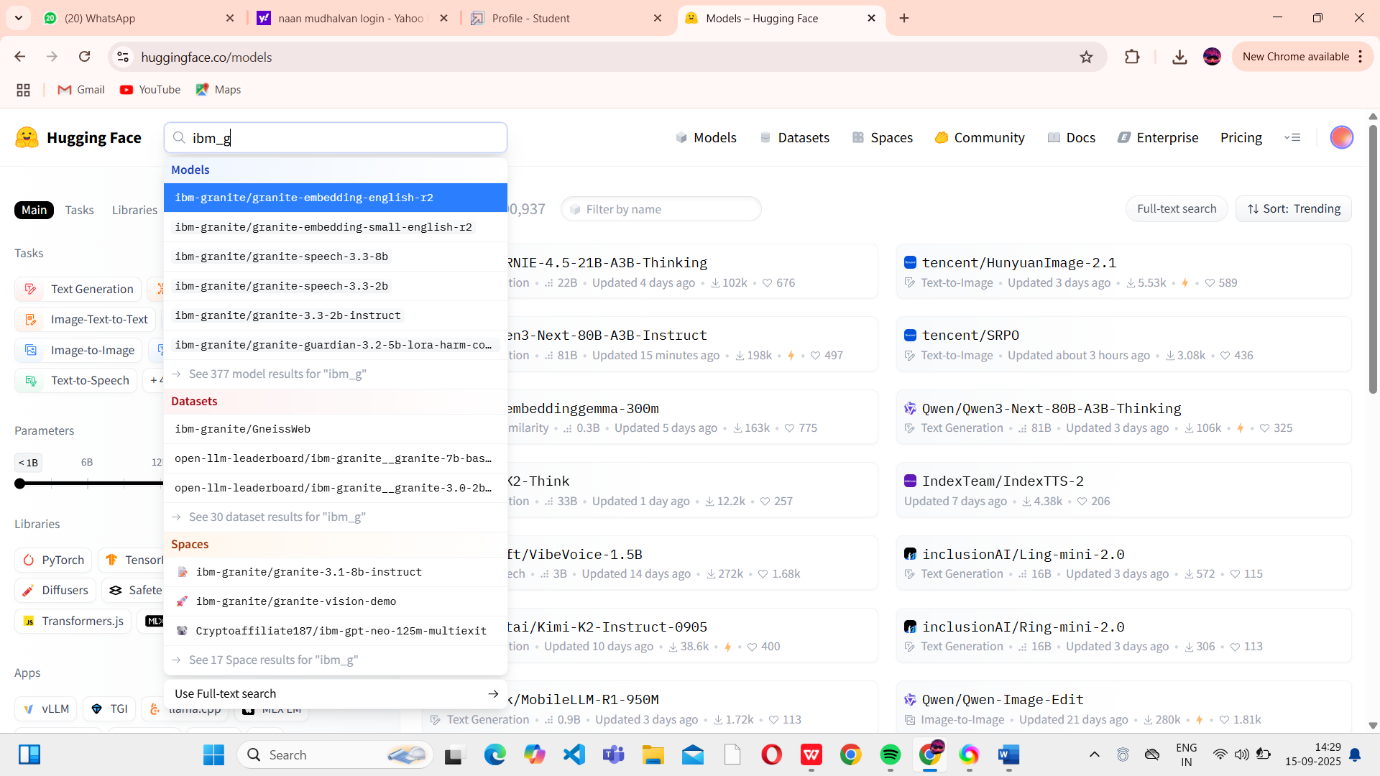 (20) WhatsApp
naan mudhalvan login - Yahoo
Profile - Student
Models – Hugging Face
huggingface.co/models
New Chrome available
Gmail
YouTube
Maps
Hugging Face
ibm_g
Models
Datasets
Spaces
Community
Docs
Enterprise
Pricing
Models
ibm-granite/granite-embedding-english-r2
ibm-granite/granite-embedding-small-english-r2
ibm-granite/granite-speech-3.3-8b
ibm-granite/granite-speech-3.3-2b
ibm-granite/granite-3.3-2b-instruct
ibm-granite/granite-guardian-3.2-5b-lora-harm-co…
See 377 model results for "ibm_g"
Datasets
ibm-granite/GneissWeb
open-llm-leaderboard/ibm-granite__granite-7b-bas…
open-llm-leaderboard/ibm-granite__granite-3.0-2b…
See 30 dataset results for "ibm_g"
Spaces
ibm-granite/granite-3.1-8b-instruct
ibm-granite/granite-vision-demo
Cryptoaffiliate187/ibm-gpt-neo-125m-multiexit
See 17 Space results for "ibm_g"
Use Full-text search
Main
Tasks
Libraries
Tasks
Text Generation
Image-Text-to-Text
Image-to-Image
Text-to-Speech
Parameters
<1B
6B
Libraries
PyTorch
Diffusers
Transformers.js
Apps
vLLM
TGI
llama.cpp
MLX LM
0,937
Filter by name
Full-text search
Sort: Trending
RNIE-4.5-21B-A3B-Thinking
22B • Updated 4 days ago • 102k • 676
tencent/HunyuanImage-2.1
Text-to-Image • Updated 3 days ago • 5.53k • 589
en3-Next-80B-A3B-Instruct
81B • Updated 15 minutes ago • 198k • 497
tencent/SRPO
Text-to-Image • Updated about 3 hours ago • 3.08k • 436
embeddinggemma-300m
0.3B • Updated 5 days ago • 163k • 775
Qwen/Qwen3-Next-80B-A3B-Thinking
Text Generation • 81B • Updated 3 days ago • 106k • 325
K2-Think
33B • Updated 1 day ago • 12.2k • 257
IndexTeam/IndexTTS-2
Updated 7 days ago • 4.38k • 206
ft/VibeVoice-1.5B
3B • Updated 14 days ago • 272k • 1.68k
inclusionAI/Ling-mini-2.0
Text Generation • 16B • Updated 3 days ago • 572 • 115
tai/Kimi-K2-Instruct-0905
Updated 10 days ago • 38.6k • 400
inclusionAI/Ring-mini-2.0
Text Generation • 16B • Updated 3 days ago • 306 • 113
k/MobileLLM-R1-950M
Text Generation • 0.9B • Updated 3 days ago • 1.72k • 113
Qwen/Qwen-Image-Edit
Image-to-Image • Updated 21 days ago • 280k • 1.81k
Search
ENG
IN
14:29
15-09-2025